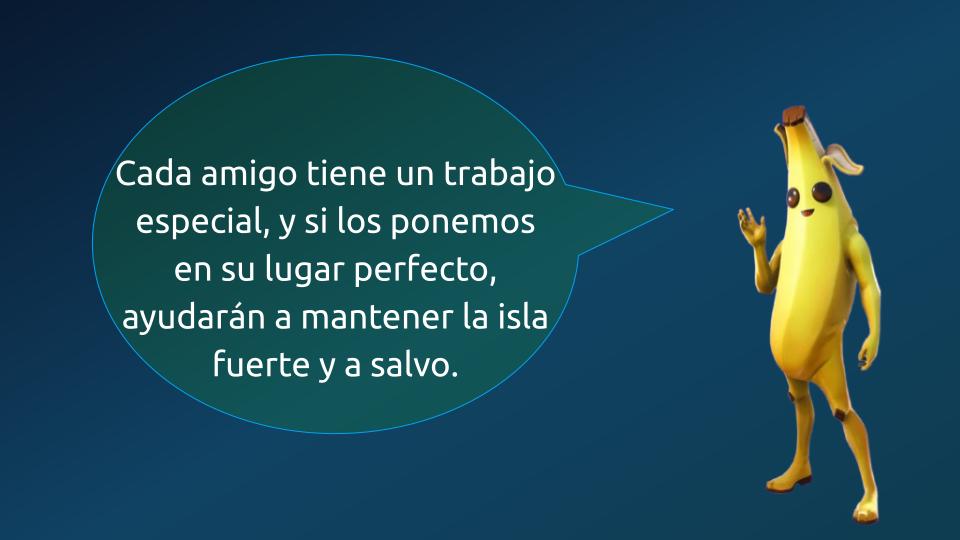 Cada amigo tiene un trabajo
especial, y si los ponemos
en su lugar perfecto,
ayudarán a mantener la isla
fuerte y a salvo.